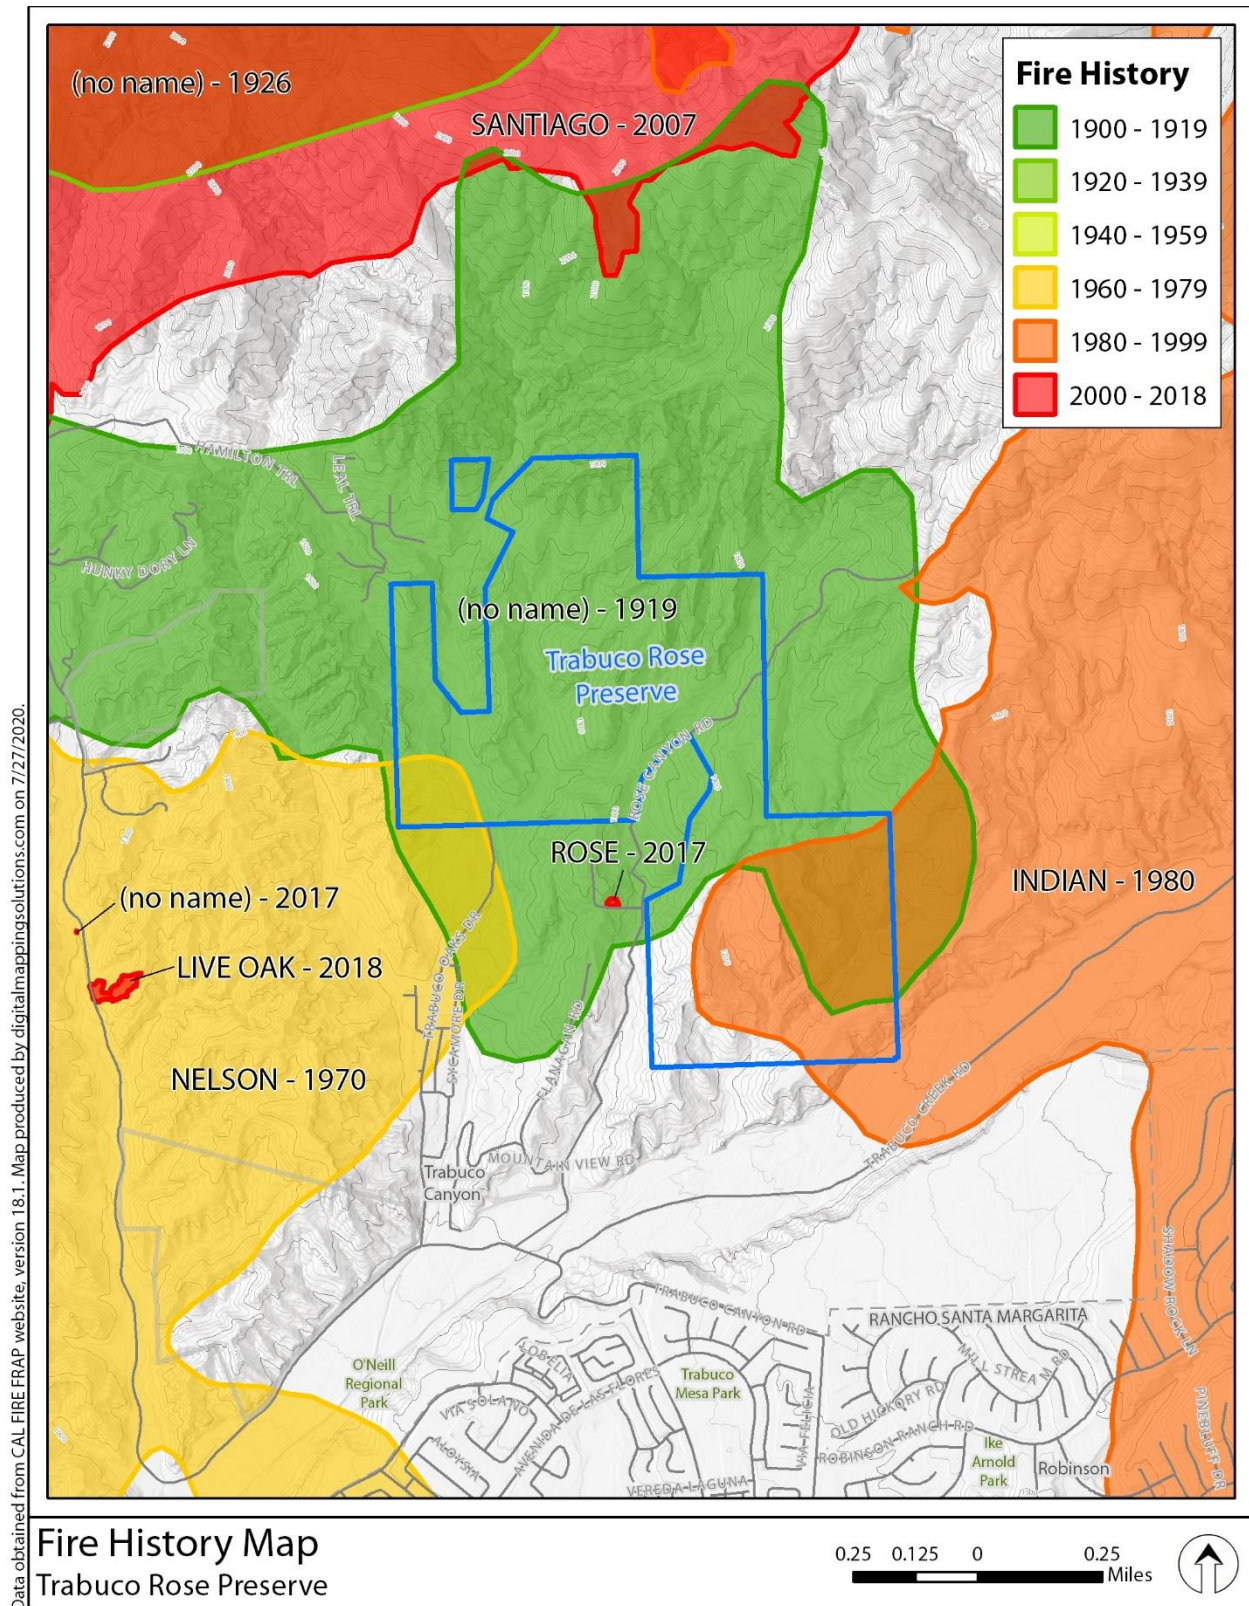 (no name) - 1926
SANTIAGO - 2007
Fire History
1900 - 1919
1920 - 1939
1940 - 1959
1960 - 1979
1980 - 1999
2000 - 2018
HAMILTON TRL
LEAL TRL
HUNKY DORY LN
(no name) - 1919
Trabuco Rose
Preserve
ROSE CANYON RD
ROSE - 2017
INDIAN - 1980
(no name) - 2017
LIVE OAK - 2018
TRABUCO OAKS DR
SYCAMORE DR
FLANAGAN RD
NELSON - 1970
TRABUCO CREEK RD
MOUNTAIN VIEW RD
Trabuco
Canyon
SHADOW ROCK LN
TRABUCO CANYON RD
RANCHO SANTA MARGARITA
O'Neill
Regional
Park
LOBELIA
VIA SOLANO
ALOYSIA
AVENIDA DE LAS FLORES
Trabuco
Mesa Park
VIA FELICIA
MILL STREA M RD
OLD HICKORY RD
ROBINSON RANCH RD
Ike
Arnold
Park
Robinson
PINEBLUFF DR
VEREDA LAGUNA
Data obtained from CAL FIRE FRAP website, version 18.1. Map produced by digitalmappingsolutions.com on 7/27/2020.
Fire History Map
Trabuco Rose Preserve
0.25 0.125 0 0.25
Miles